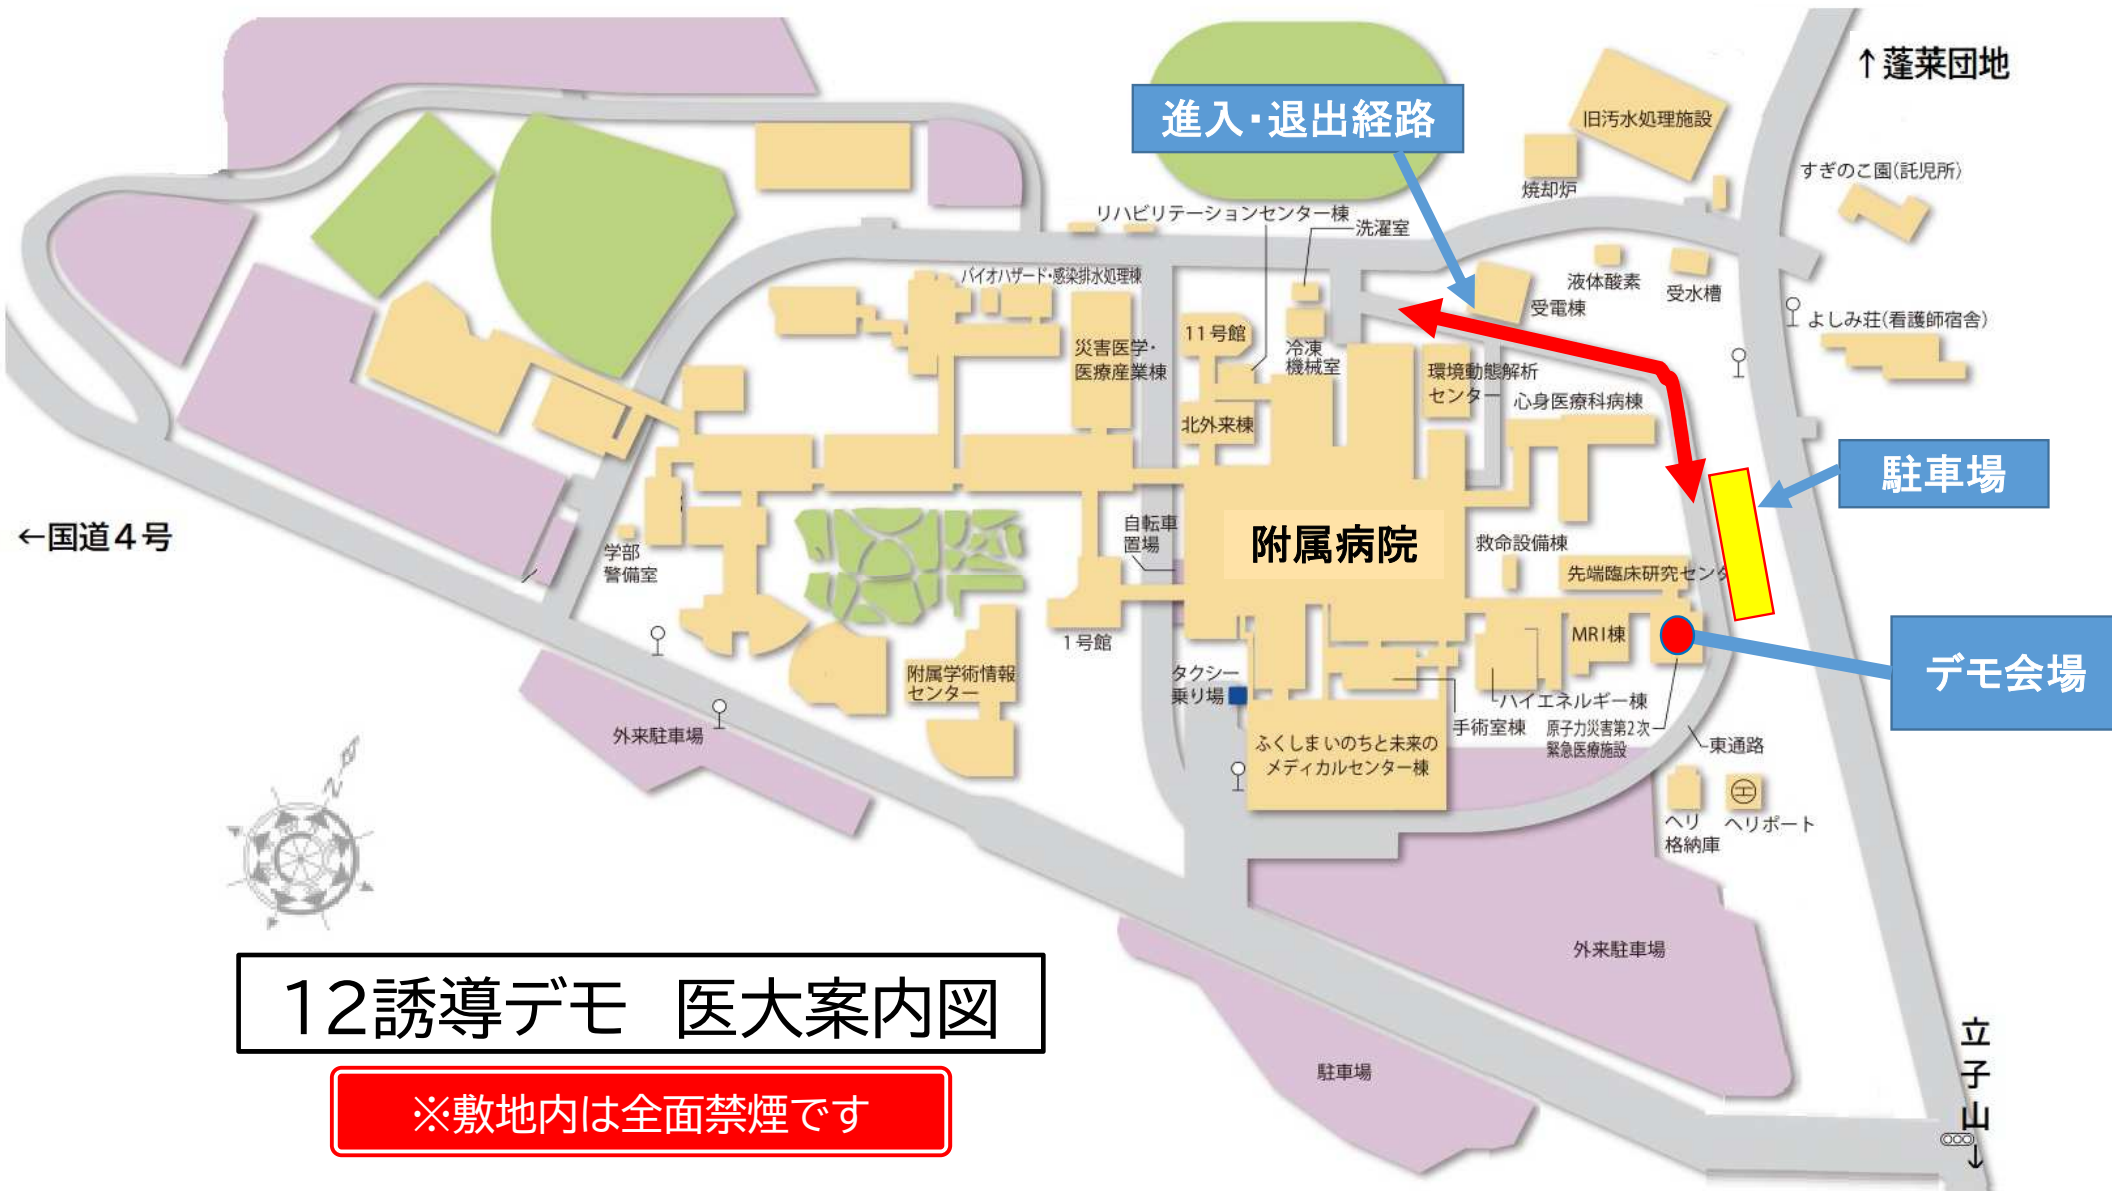 ↑蓬莱団地
進入・退出経路
旧汚水処理施設
焼却炉
すぎのこ園(託児所)
リハビリテーションセンター棟
洗濯室
バイオハザード・感染排水処理棟
液体酸素
受水槽
受電棟
よしみ荘(看護師宿舎)
11号館
冷凍
機械室
災害医学・
医療産業棟
環境動態解析
センター
心身医療科病棟
北外来棟
駐車場
←国道4号
自転車
置場
附属病院
救命設備棟
学部
警備室
先端臨床研究センタ
MRI棟
1号館
デモ会場
附属学術情報
センター
タクシー
乗り場
ハイエネルギー棟
手術室棟
原子力災害第2次
緊急医療施設
東通路
外来駐車場
ふくしまいのちと未来の
メディカルセンター棟
N
ヘリ
格納庫
ヘリポート
外来駐車場
12誘導デモ 医大案内図
立子山↓
駐車場
※敷地内は全面禁煙です